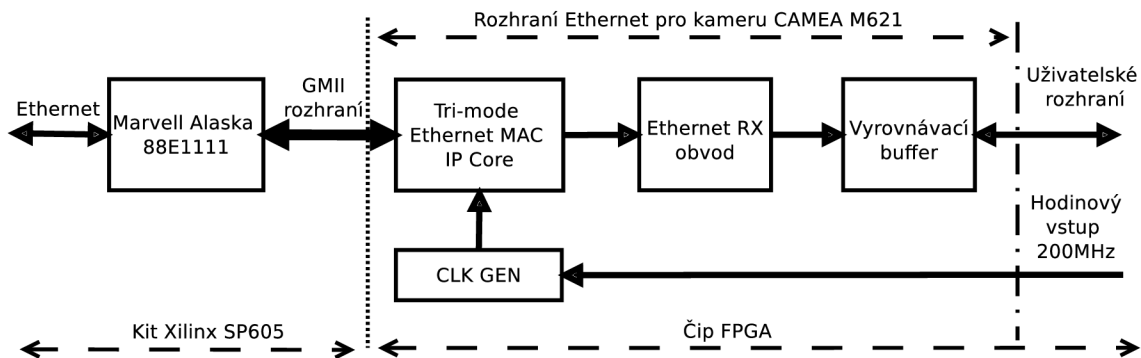 Rozhraní Ethernet pro kameru CAMEA M621
Ethernet
Marvell Alaska
88E1111
GMII
rozhraní
Tri-mode
Ethernet MAC
IP Core
Ethernet RX
obvod
Vyrovnávací
buffer
Uživatelské
rozhraní
Hodinový
vstup
200MHz
CLK GEN
Kit Xilinx SP605
Čip FPGA